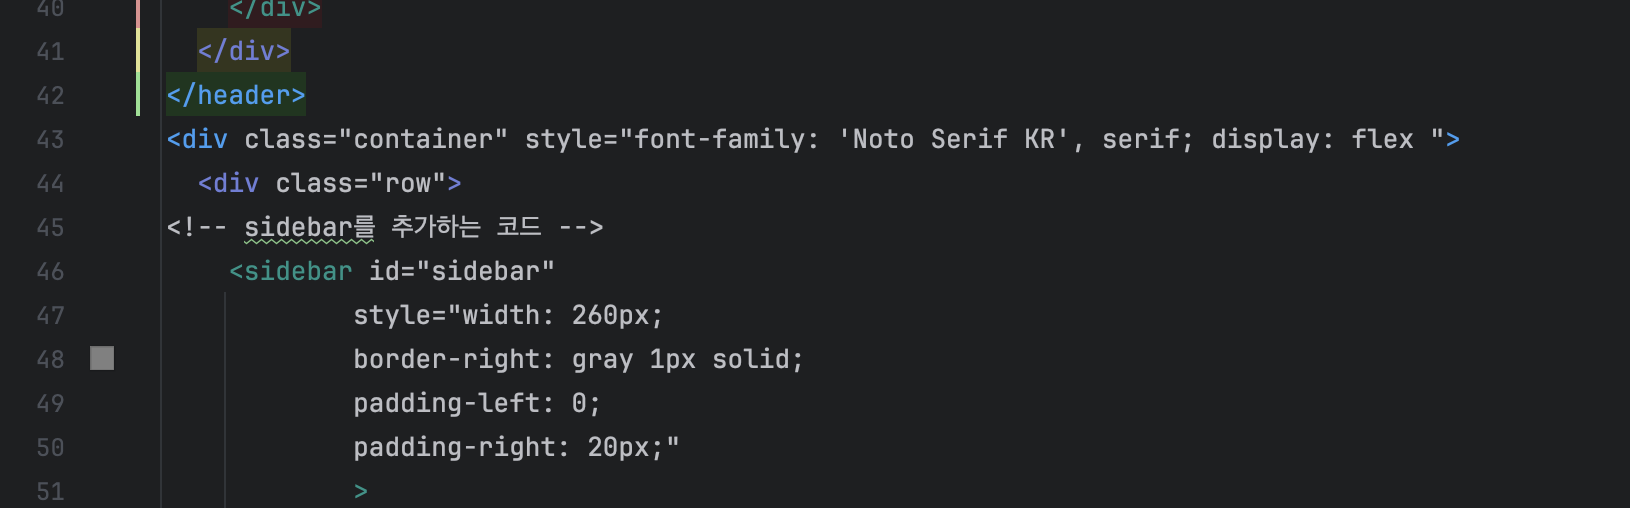 40 </div>
41 </div>
42 </header>
43 <div class="container" style="font-family: 'Noto Serif KR', serif; display: flex ">
44 <div class="row">
45 <!-- sidebar를 추가하는 코드 -->
46 <sidebar id="sidebar"
47 style="width: 260px;
48 border-right: gray 1px solid;
49 padding-left: 0;
50 padding-right: 20px;"
51 >